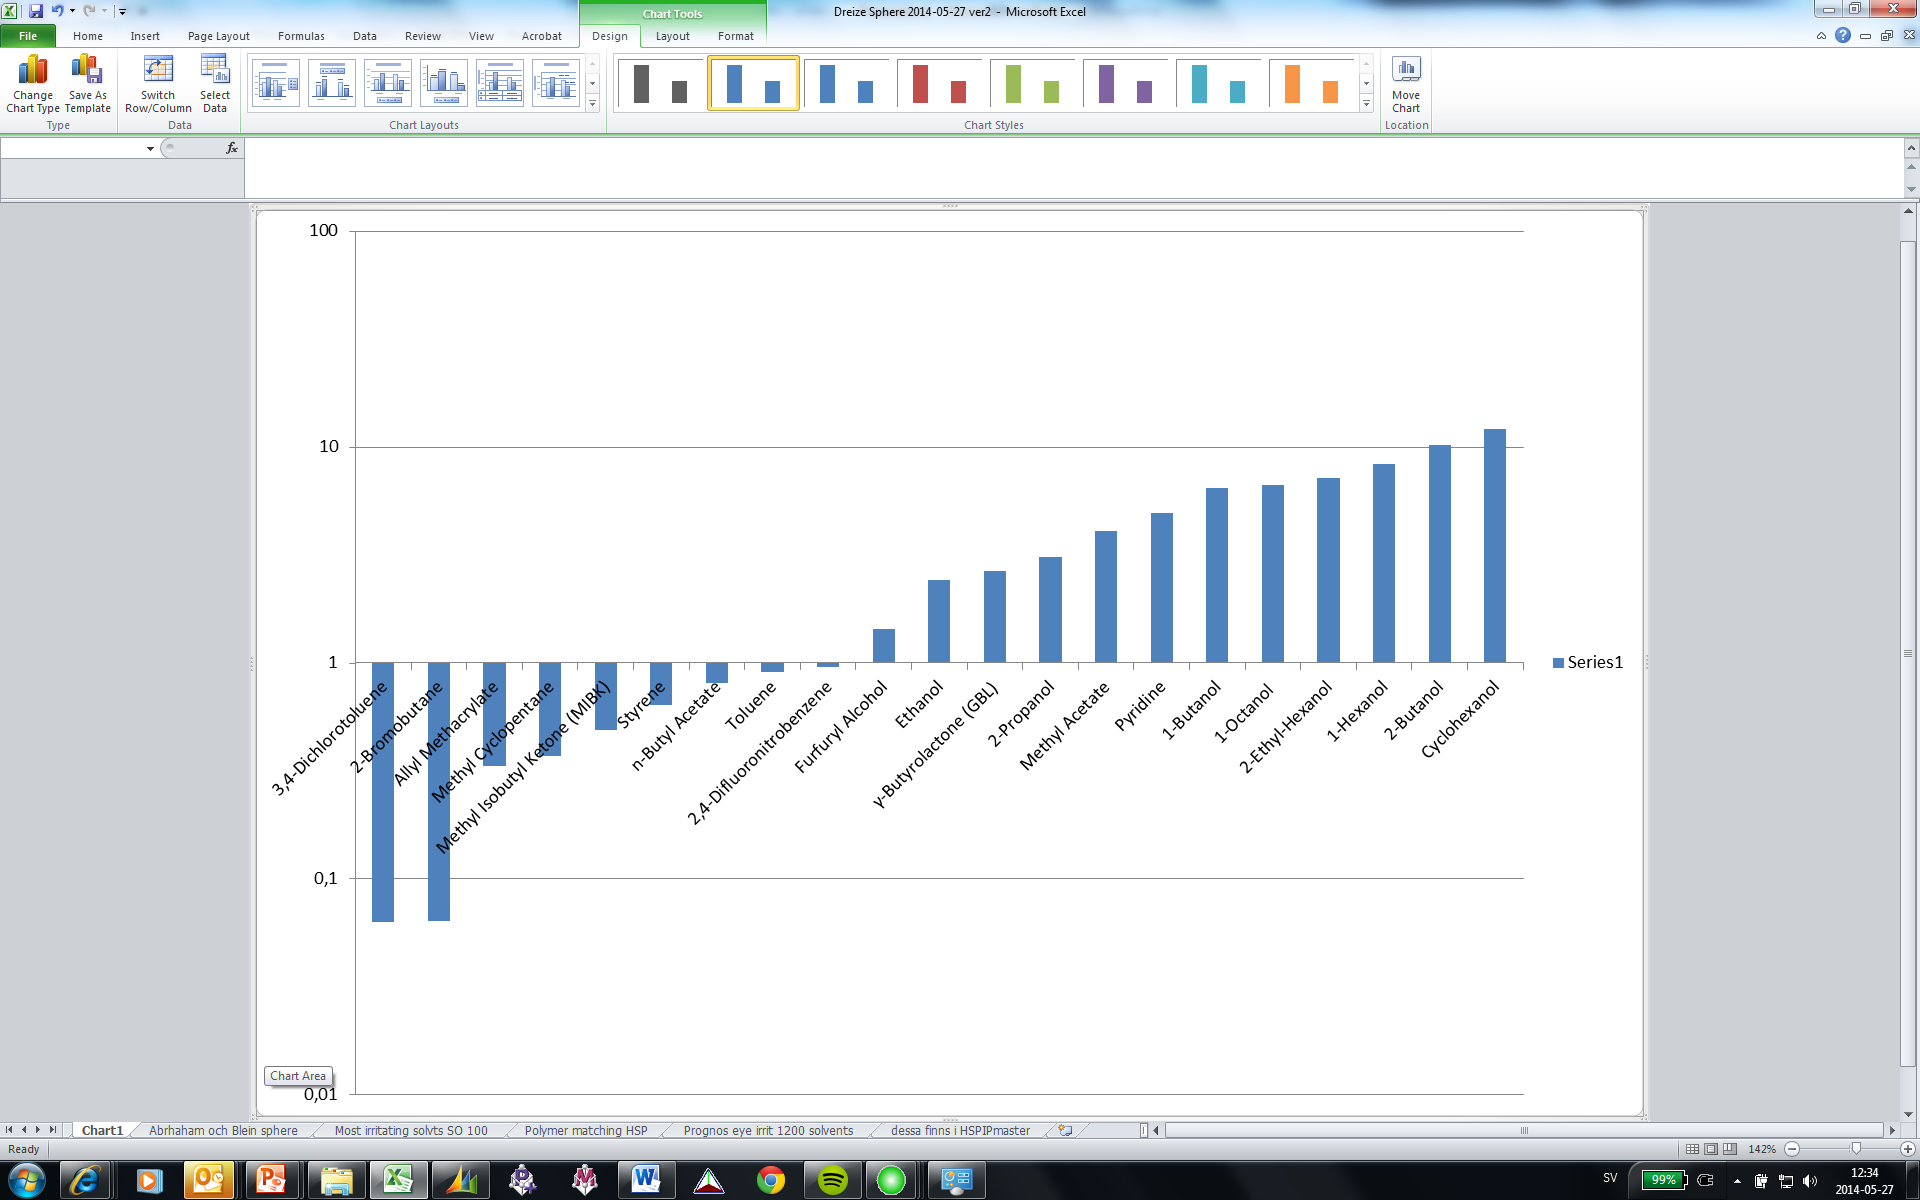 Chart Tools
Dreize Sphere 2014-05-27 ver2 - Microsoft Excel
File Home Insert Page Layout Formulas Data Review View Acrobat Design Layout Format
Change Chart Type
Save As Template
Switch Row/Column
Select Data
Move Chart
Type Data Chart Layouts Chart Styles Location
fx
100
10
1
0,1
0,01
3,4-Dichlorotoluene
2-Bromobutane
Allyl Methacrylate
Methyl Cyclopentane
Methyl Isobutyl Ketone (MIBK)
Styrene
n-Butyl Acetate
Toluene
2,4-Difluoronitrobenzene
Furfuryl Alcohol
Ethanol
γ-Butyrolactone (GBL)
2-Propanol
Methyl Acetate
Pyridine
1-Butanol
1-Octanol
2-Ethyl-Hexanol
1-Hexanol
2-Butanol
Cyclohexanol
Series1
Chart Area
Chart1 Abrhaham och Blein sphere Most irritating solvts SO 100 Polymer matching HSP Prognos eye irrit 1200 solvents dessa finns i HSPIPmaster
Ready
142%
SV
99%
12:34
2014-05-27